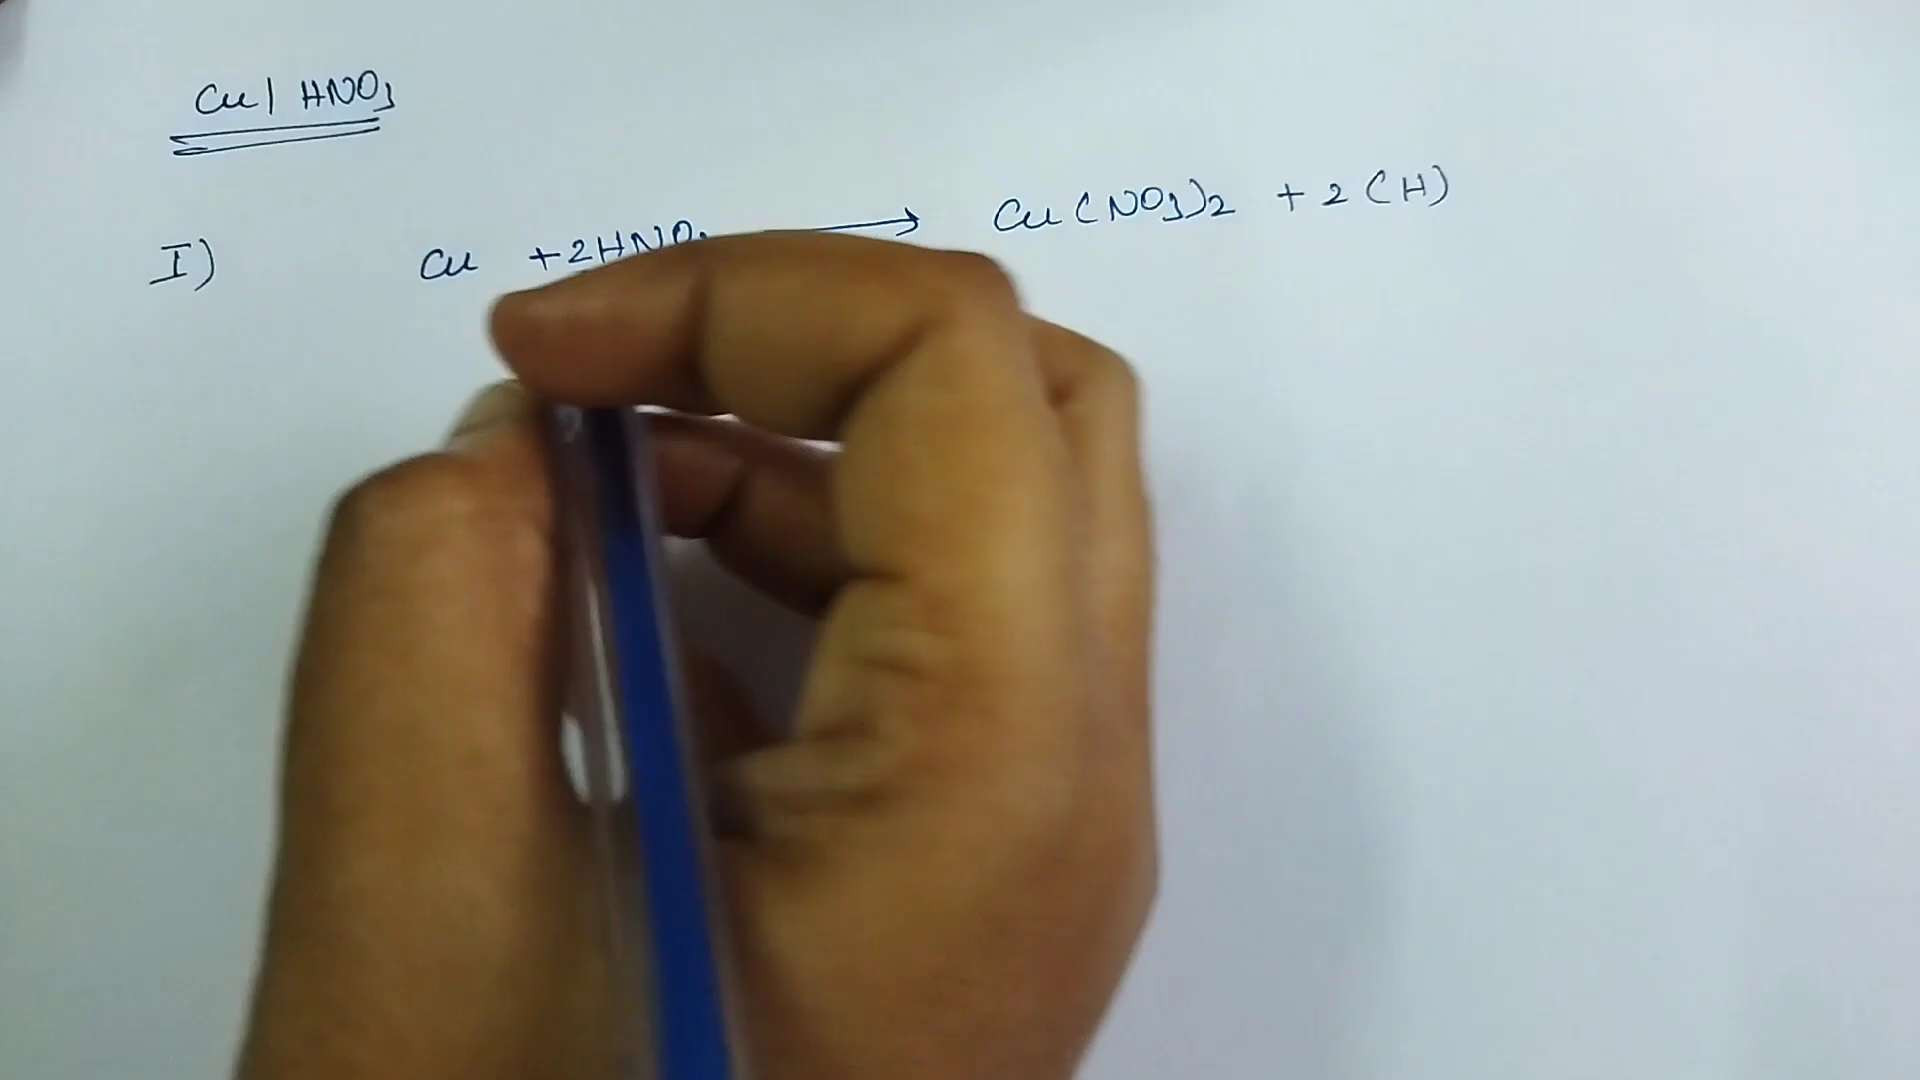 Cu | HNO3
I) Cu +2HNO3 → Cu(NO3)2 + 2(H)